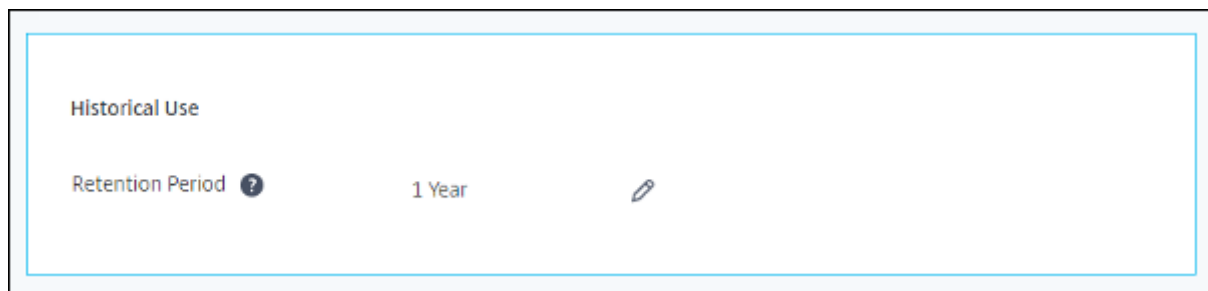 Historical Use
Retention Period ? 1 Year